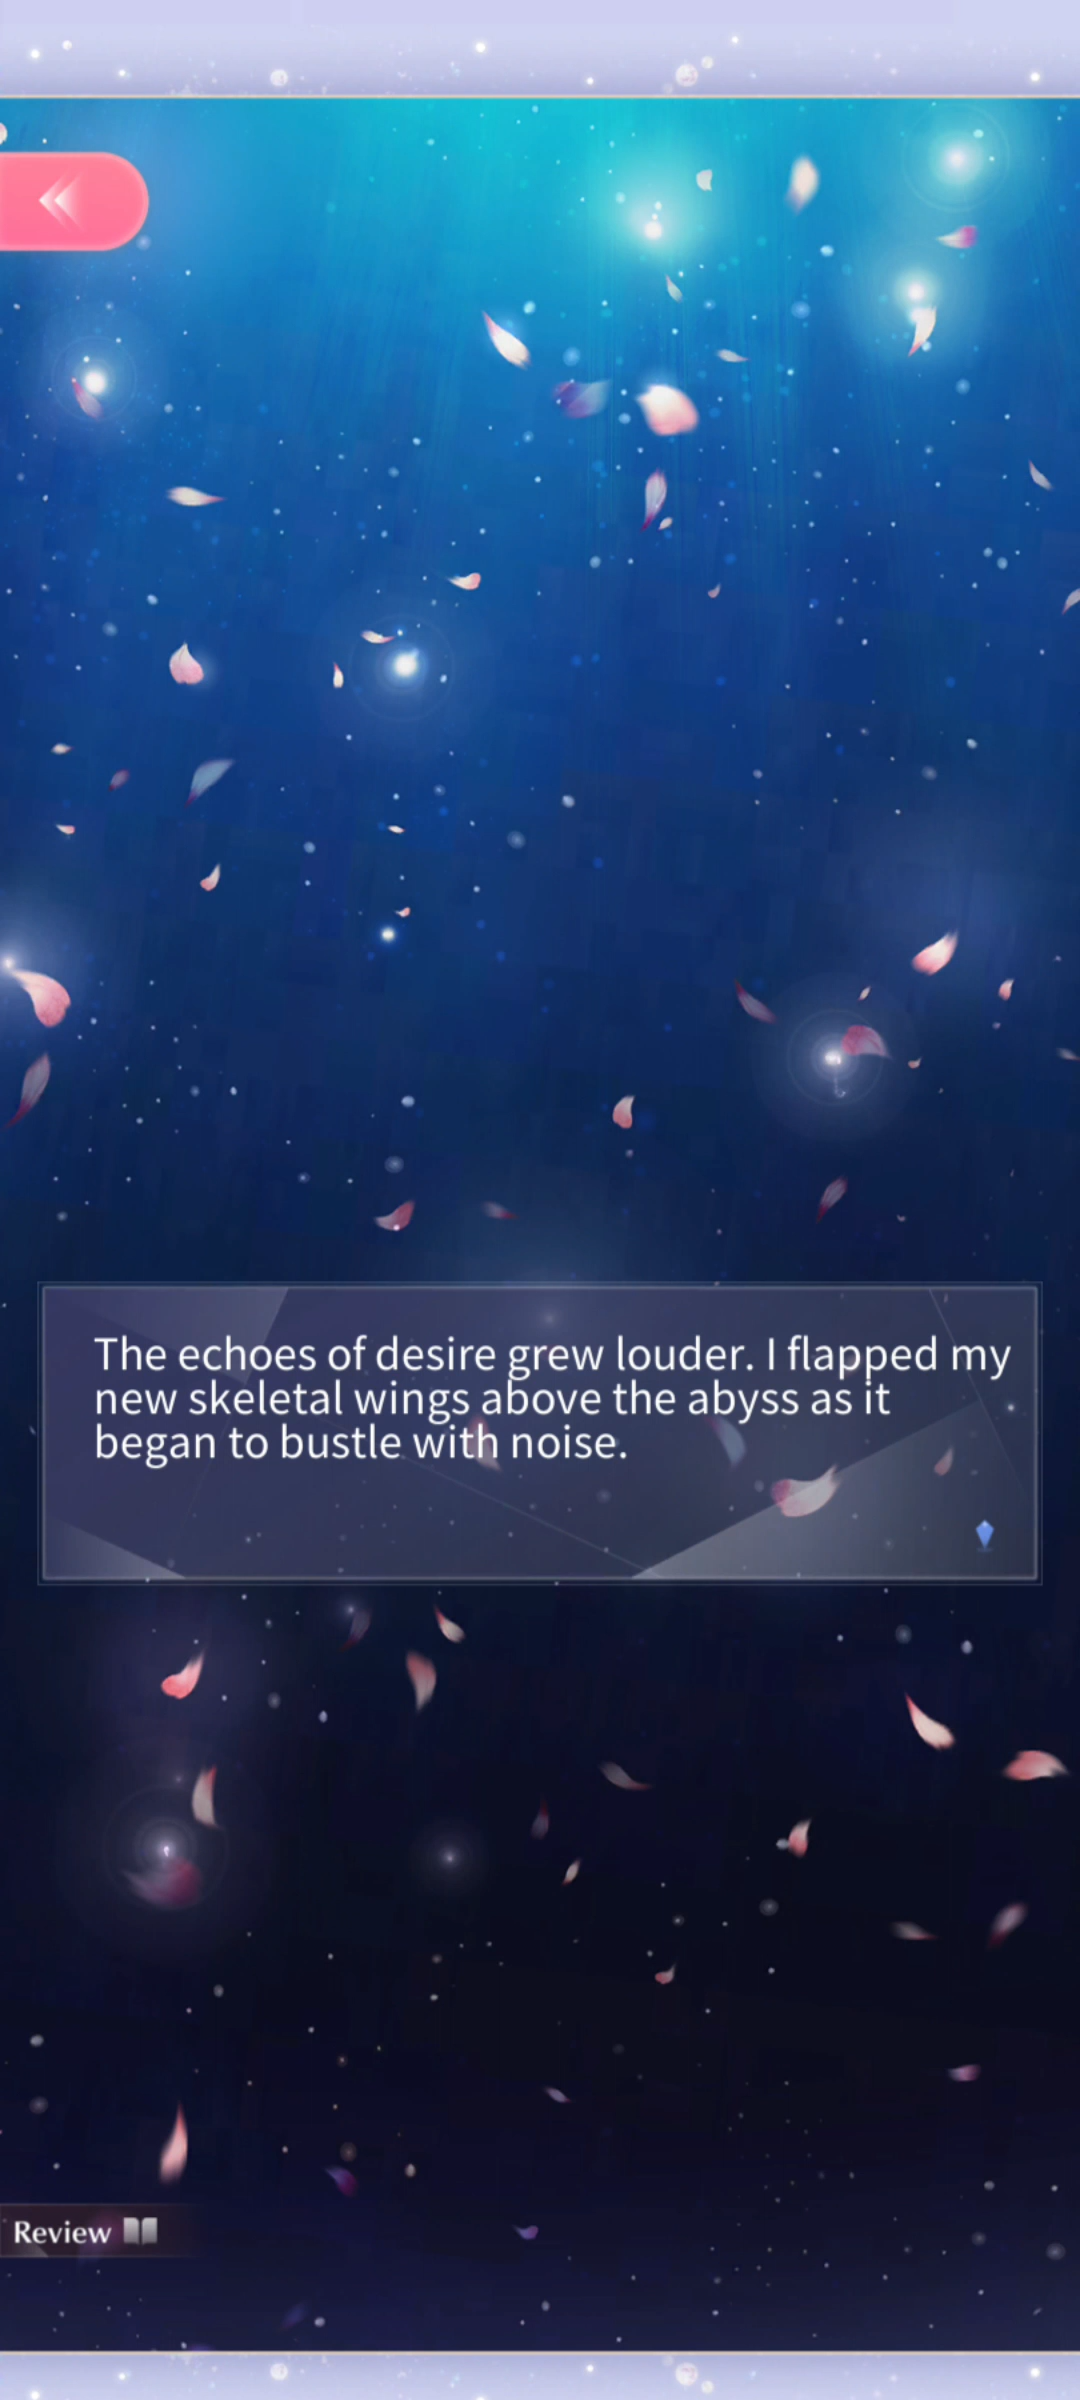 The echoes of desire grew louder. I flapped my
new skeletal wings above the abyss as it
began to bustle with noise.
Review